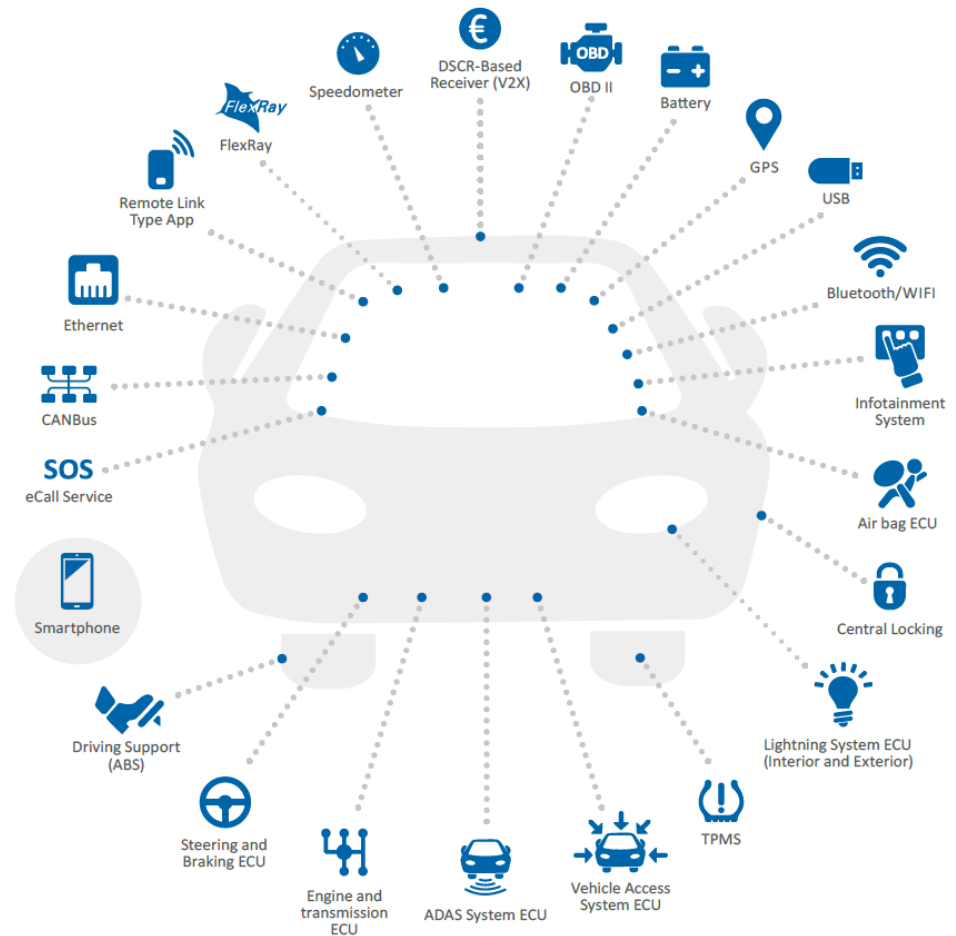 €
DSCR-Based
Receiver (V2X)
OBD
OBD II
Battery
Speedometer
FlexRay
FlexRay
GPS
USB
Remote Link
Type App
Bluetooth/WIFI
Ethernet
Infotainment
System
CANBus
SOS
eCall Service
Air bag ECU
Smartphone
Central Locking
Driving Support
(ABS)
Lightning System ECU
(Interior and Exterior)
Steering and
Braking ECU
TPMS
Engine and
transmission
ECU
ADAS System ECU
Vehicle Access
System ECU